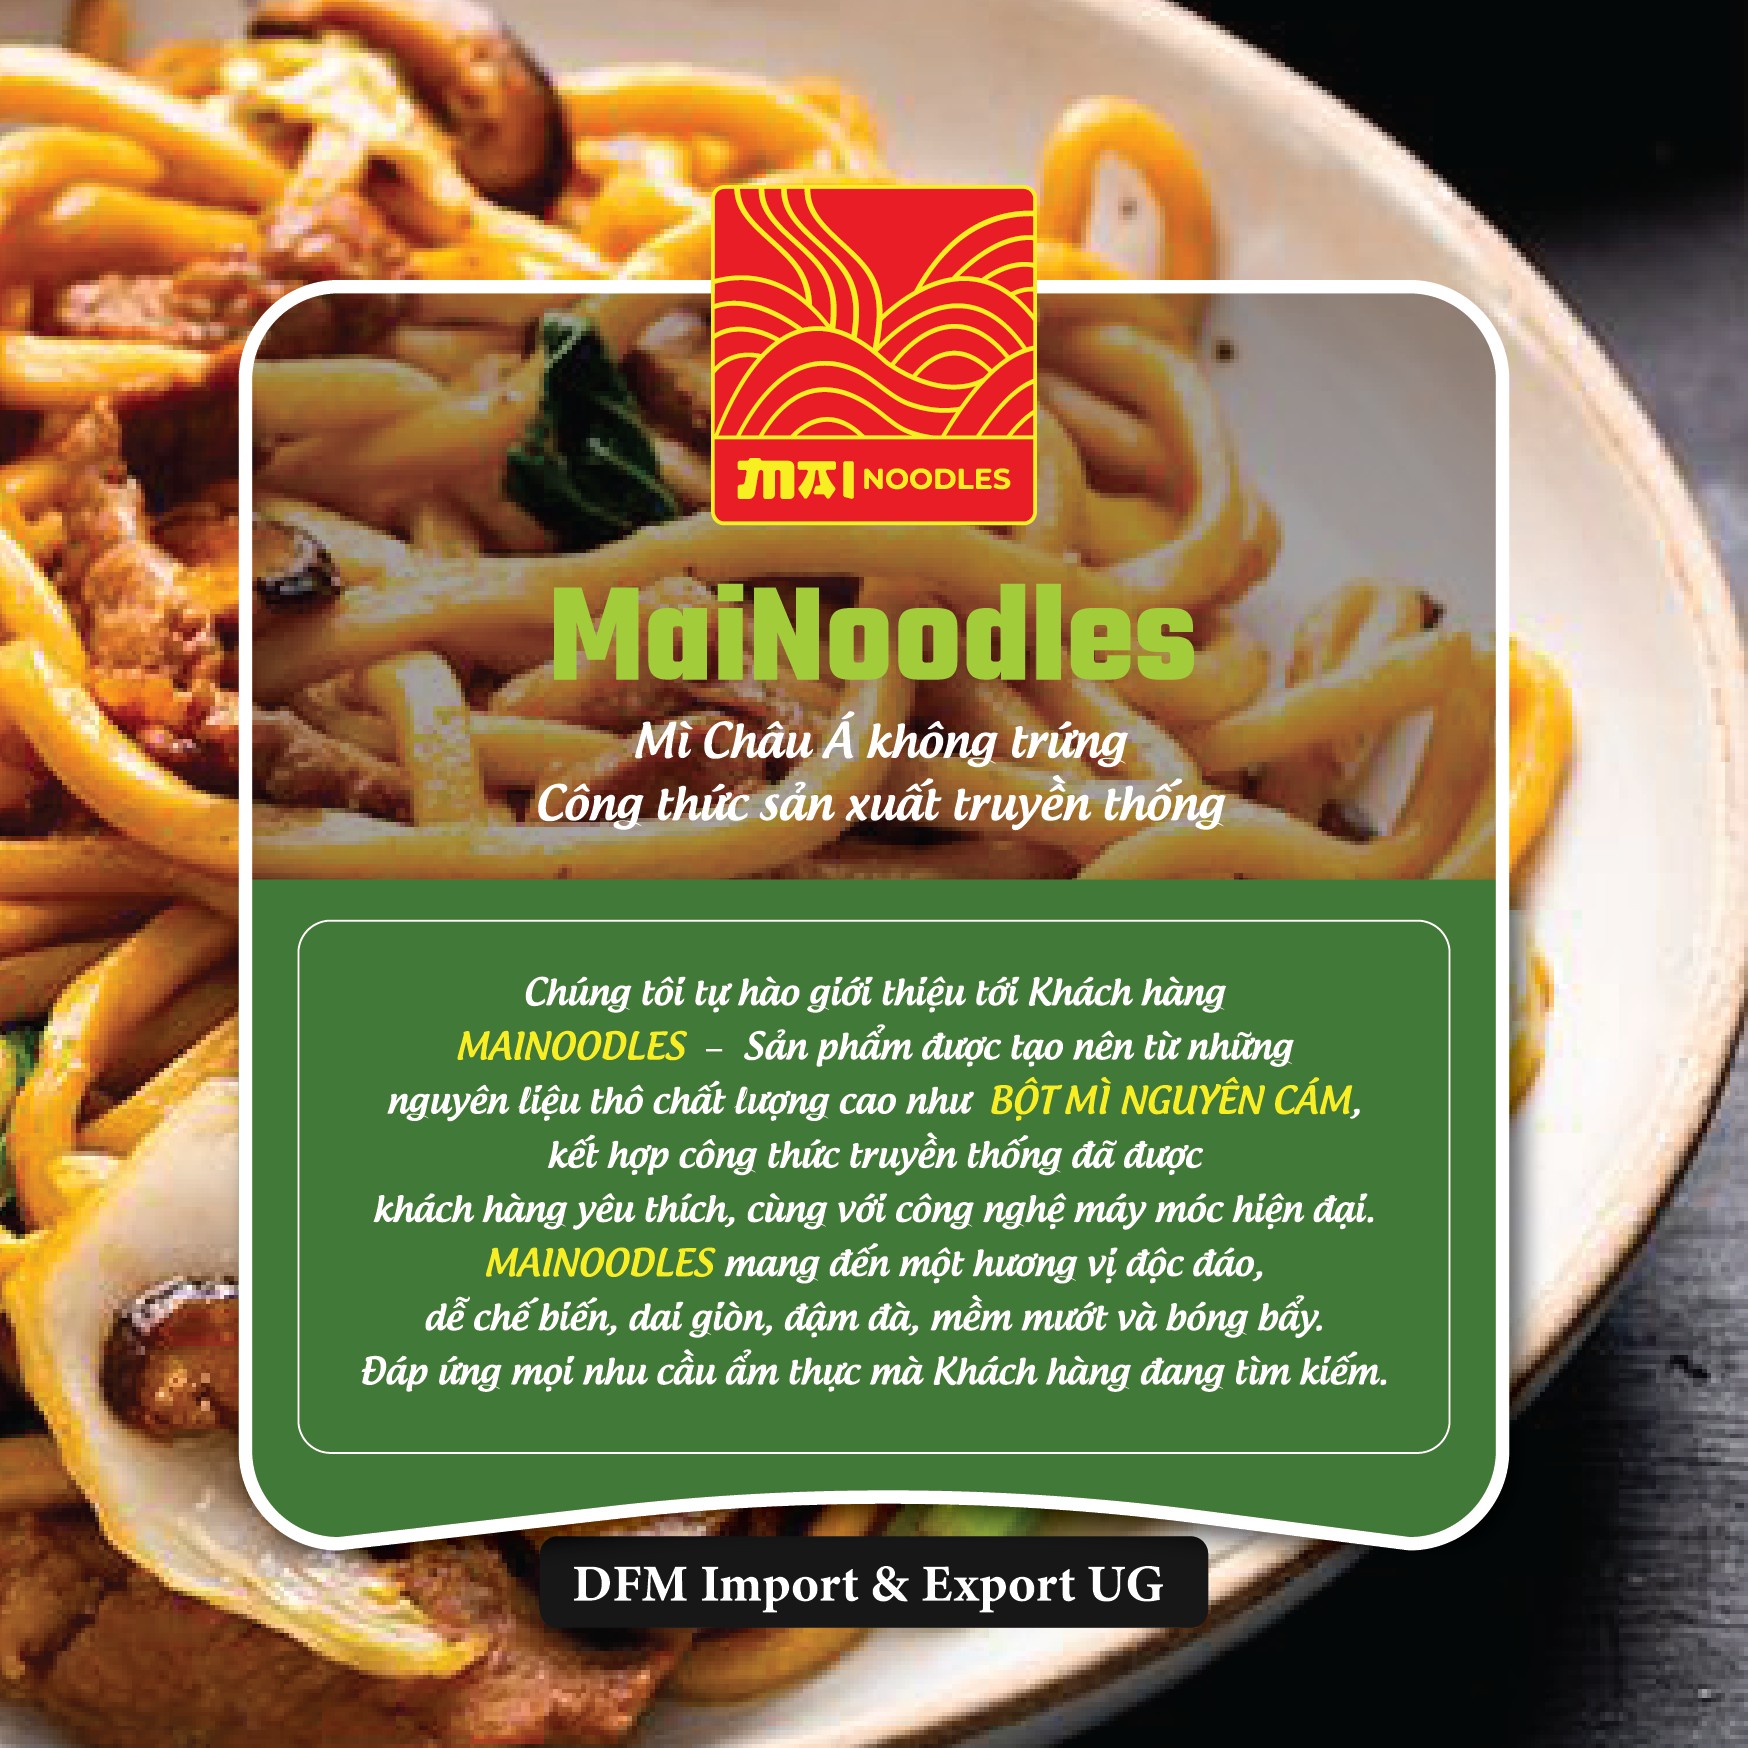 MAI NOODLES
MaiNoodles
Mì Châu Á không trứng
Công thức sản xuất truyền thống
Chúng tôi tự hào giới thiệu tới Khách hàng
MAINOODLES – Sản phẩm được tạo nên từ những
nguyên liệu thô chất lượng cao như BỘT MÌ NGUYÊN CÁM,
kết hợp công thức truyền thống đã được
khách hàng yêu thích, cùng với công nghệ máy móc hiện đại.
MAINOODLES mang đến một hương vị độc đáo,
dễ chế biến, dai giòn, đậm đà, mềm mướt và bóng bẩy.
Đáp ứng mọi nhu cầu ẩm thực mà Khách hàng đang tìm kiếm.
DFM Import & Export UG